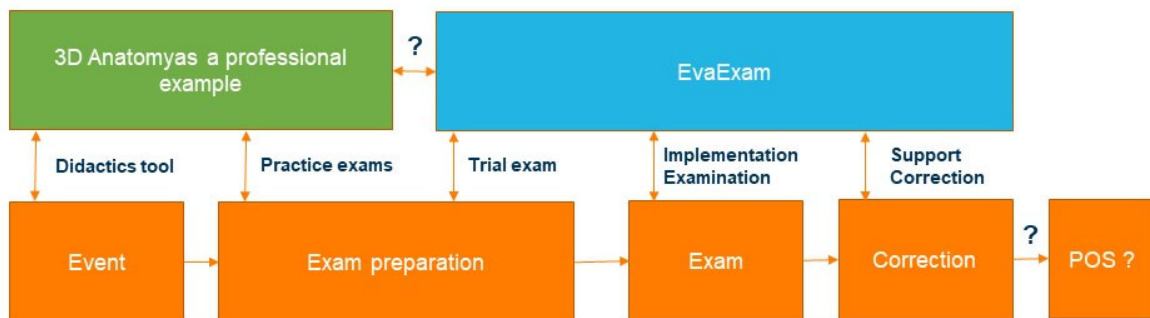 3D Anatomyas a professional
example
?
EvaExam
Didactics tool
Practice exams
Trial exam
Implementation
Examination
Support
Correction
Event
Exam preparation
Exam
Correction
?
POS ?